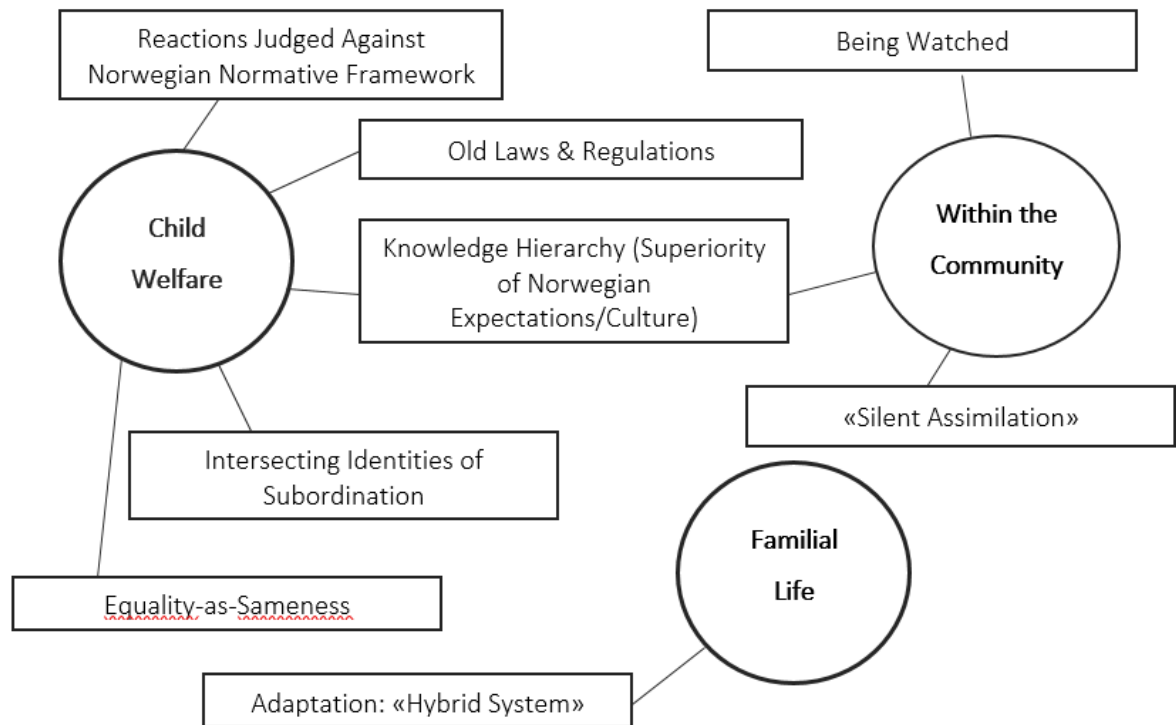 Reactions Judged Against
Norwegian Normative Framework
Being Watched
Old Laws & Regulations
Child
Welfare
Knowledge Hierarchy (Superiority
of Norwegian
Expectations/Culture)
Within the
Community
«Silent Assimilation»
Intersecting Identities of
Subordination
Familial
Life
Equality-as-Sameness
Adaptation: «Hybrid System»